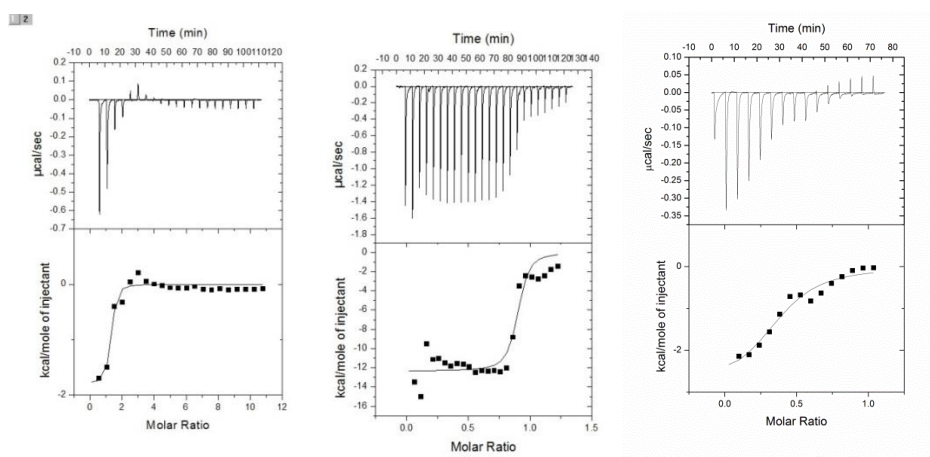 2
Time (min)
-10 0 10 20 30 40 50 60 70 80 90 100 110 120
0.2
0.1
0.0
-0.1
-0.2
-0.3
-0.4
-0.5
-0.6
-0.7
µcal/sec
0
-2
kcal/mole of injectant
0 2 4 6 8 10 12
Molar Ratio
Time (min)
-10 0 10 20 30 40 50 60 70 80 90 100 110 120 130 140
0.2
0.0
-0.2
-0.4
-0.6
-0.8
-1.0
-1.2
-1.4
-1.6
-1.8
µcal/sec
0
-2
-4
-6
-8
-10
-12
-14
-16
kcal/mole of injectant
0.0 0.5 1.0 1.5
Molar Ratio
Time (min)
-10 0 10 20 30 40 50 60 70 80
0.10
0.05
0.00
-0.05
-0.10
-0.15
-0.20
-0.25
-0.30
-0.35
µcal/sec
0
-2
kcal/mole of injectant
0.0 0.5 1.0
Molar Ratio